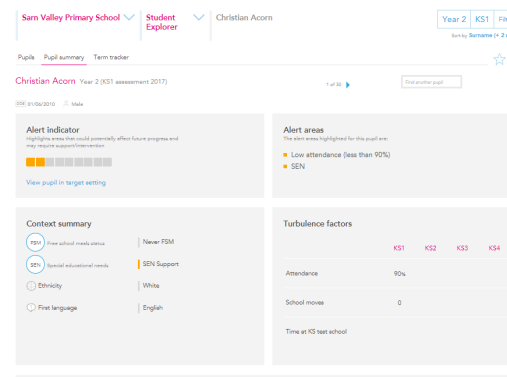 Sarn Valley Primary School
Student Explorer
Christian Acorn
Year 2 KS1
Sort by Surname (+ 2
Pupils Pupil summary Term tracker
Christian Acorn Year 2 (KS1 assessment 2017)
1 of 30
Find another pupil
DOB 01/06/2010 Male
Alert indicator
Highlights areas that could potentially affect future progress and
may require support/intervention
View pupil in target setting
Alert areas
The alert areas highlighted for this pupil are:
Low attendance (less than 90%)
SEN
Context summary
FSM Free school meals status Never FSM
SEN Special educational needs SEN Support
Ethnicity White
First language English
Turbulence factors
KS1 KS2 KS3 KS4
Attendance 90%
School moves 0
Time at KS test school